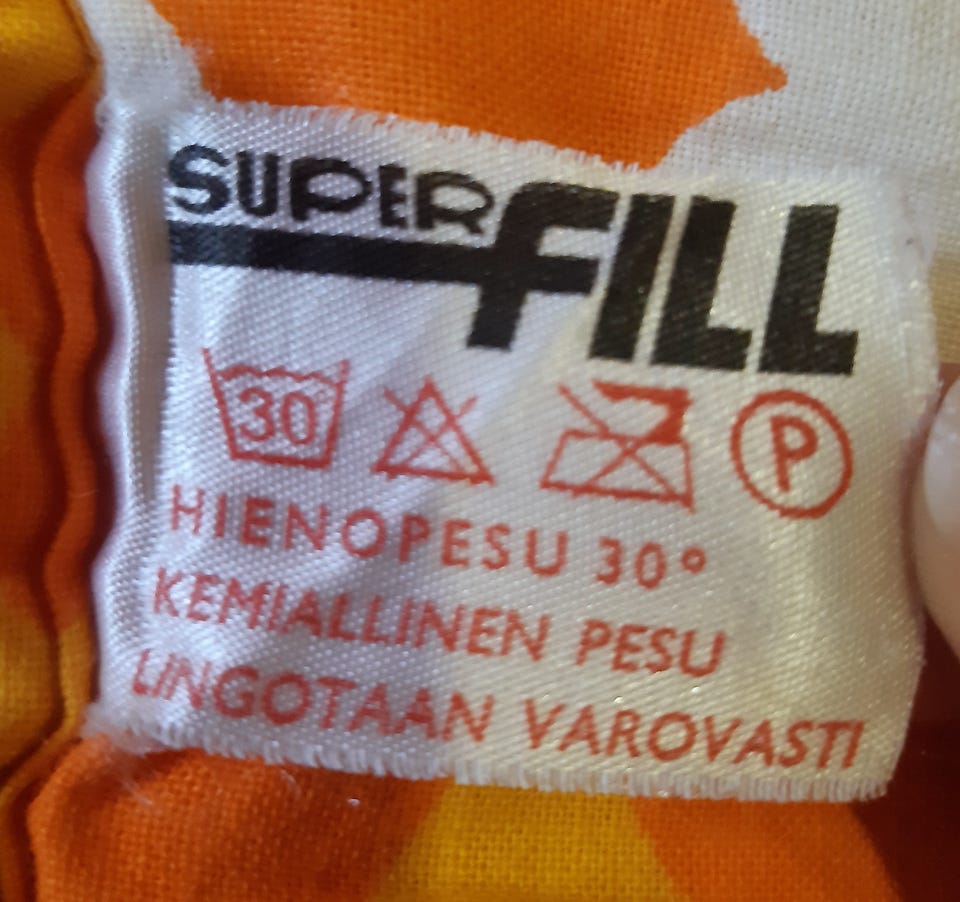 SUPER FILL
30 P
HIENOPESU 30°
KEMIALLINEN PESU
LINGOTAAN VAROVASTI